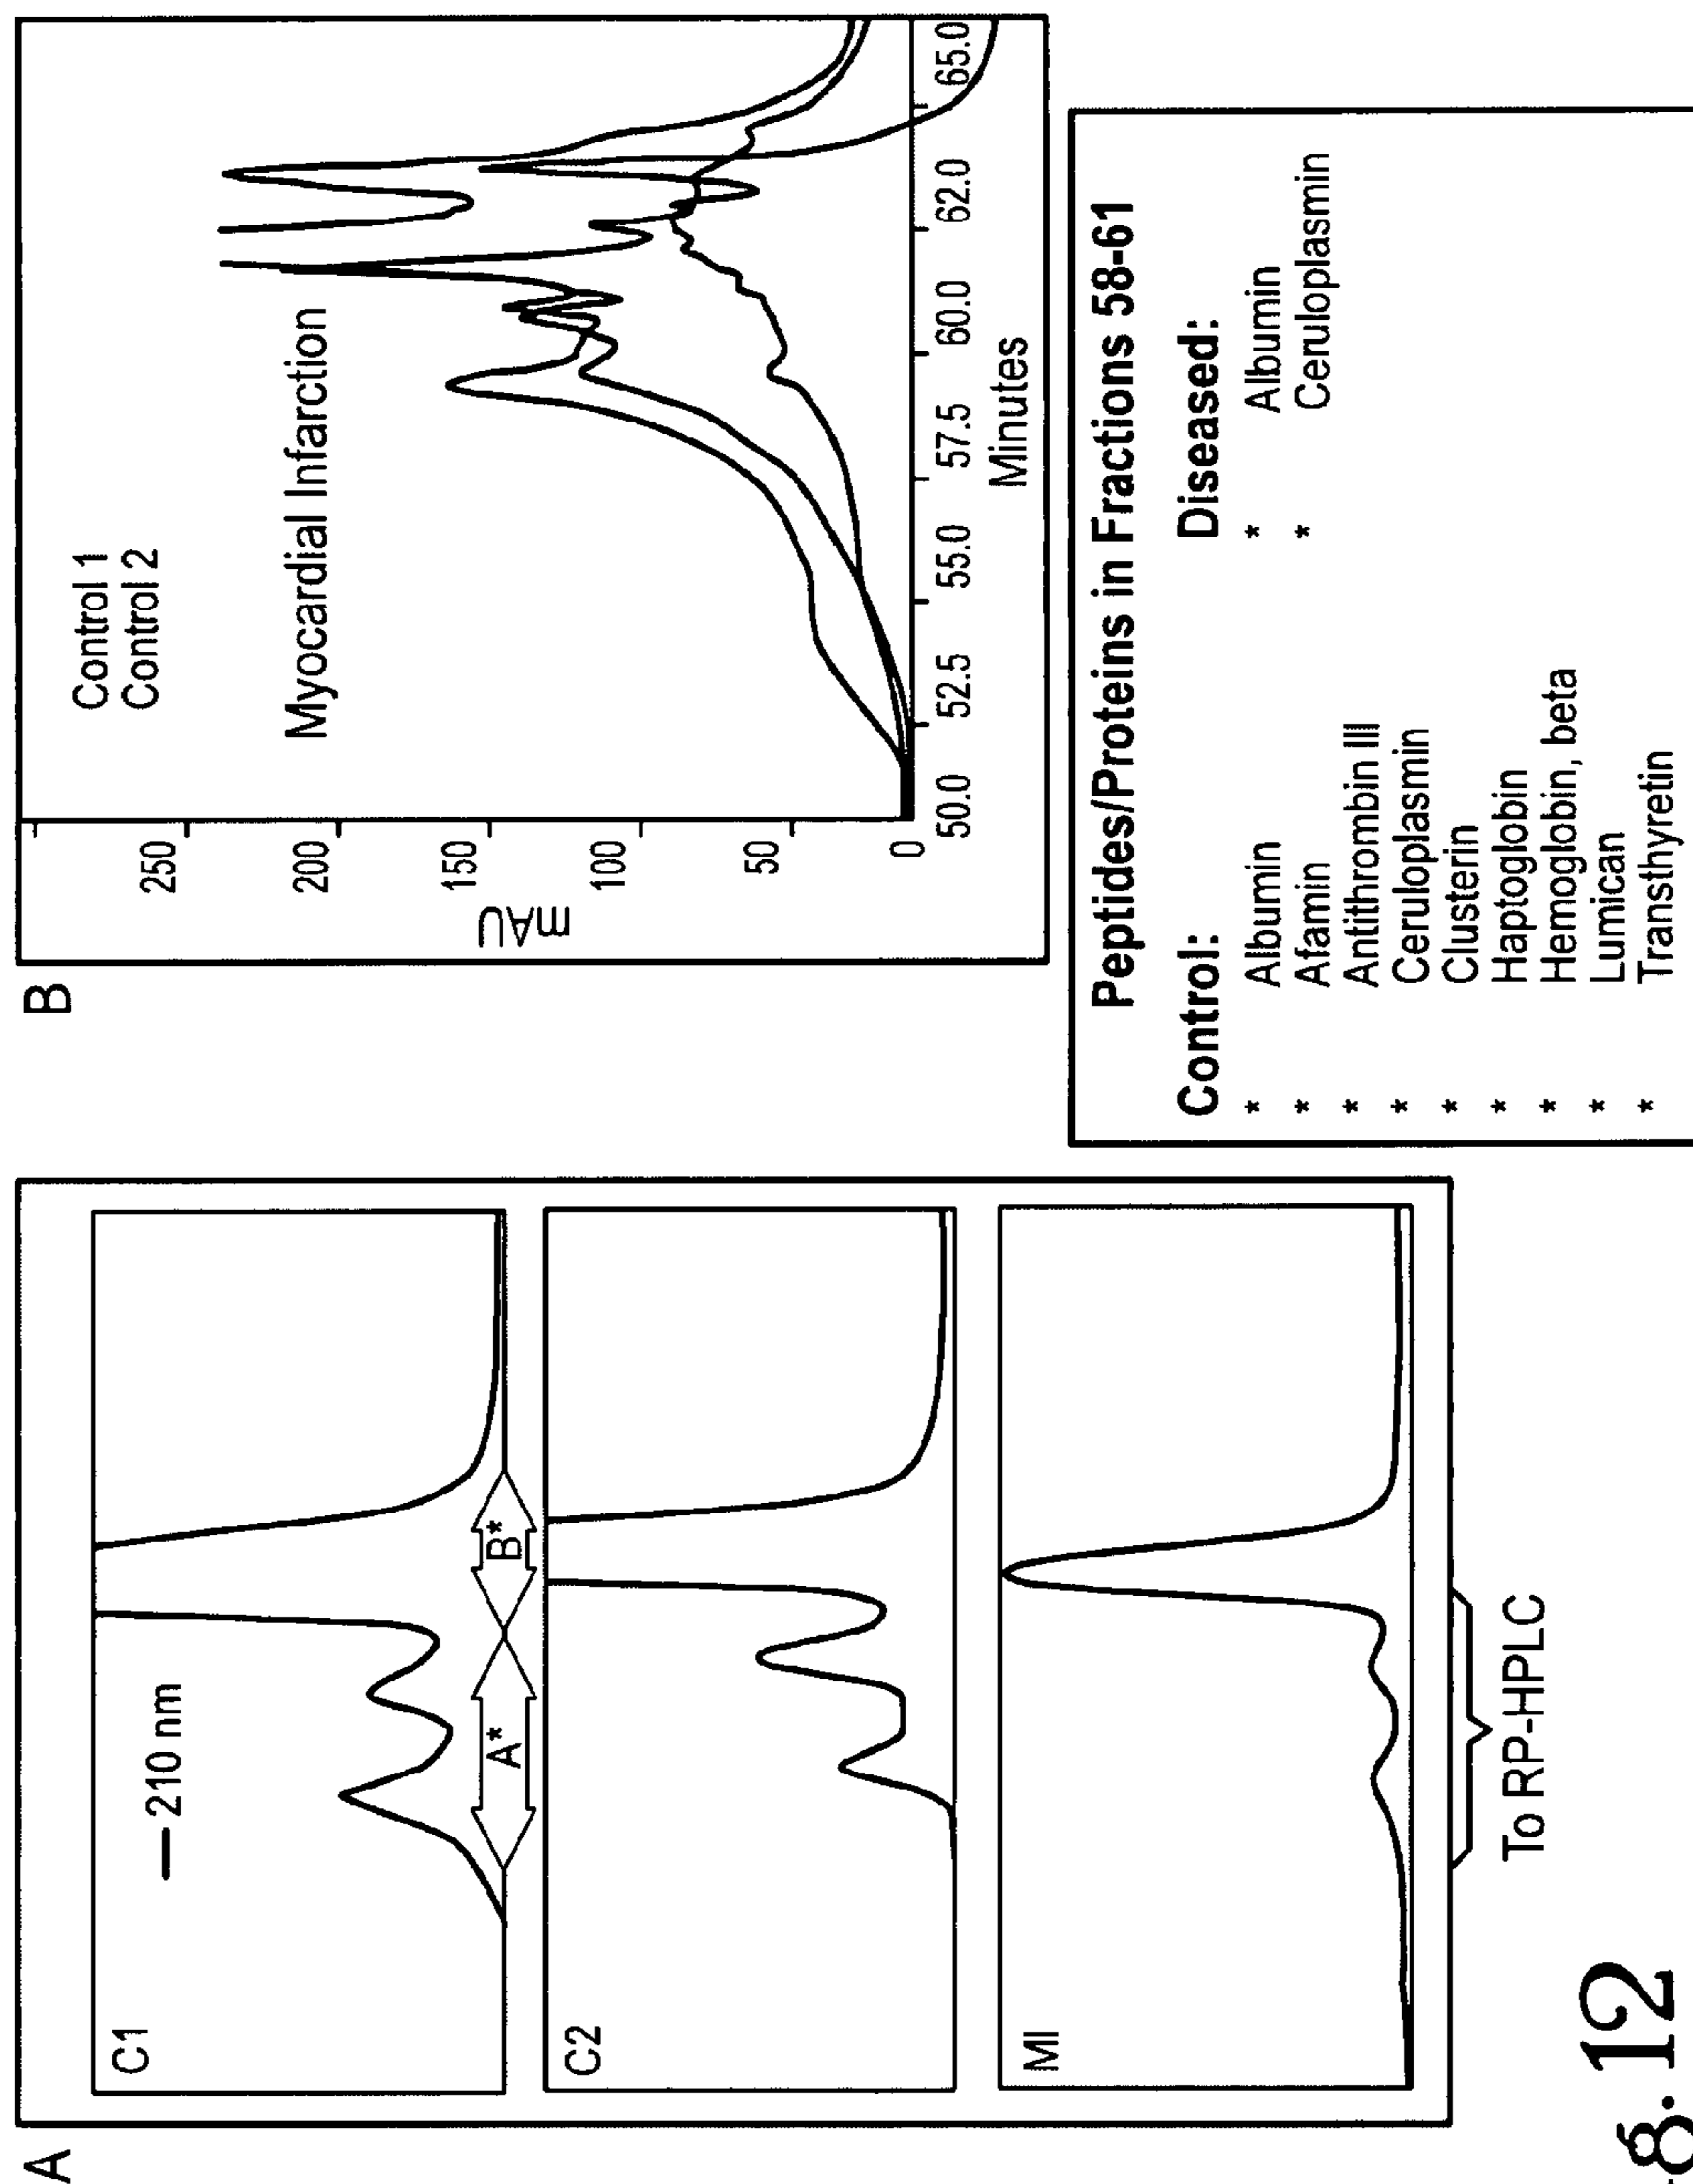 A
C1
— 210 nm
A*
B*
C2
MI
To RP-HPLC
B
Control 1
Control 2
Myocardial Infarction
mAU
250
200
150
100
50
0
50.0
52.5
55.0
57.5
60.0
62.0
65.0
Minutes
Peptides/Proteins in Fractions 58-61
Control:
* Albumin
* Afamin
* Antithrombin III
* Ceruloplasmin
* Clusterin
* Haptoglobin
* Hemoglobin, beta
* Lumican
* Transthyretin
Diseased:
* Albumin
* Ceruloplasmin
g. 12